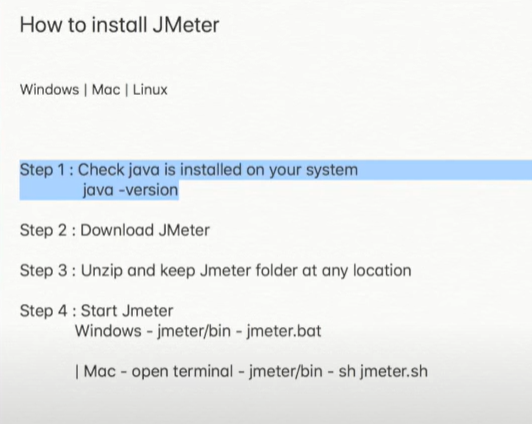 How to install JMeter
Windows | Mac | Linux
Step 1 : Check java is installed on your system
java -version
Step 2 : Download JMeter
Step 3 : Unzip and keep Jmeter folder at any location
Step 4 : Start Jmeter
Windows - jmeter/bin - jmeter.bat
| Mac - open terminal - jmeter/bin - sh jmeter.sh